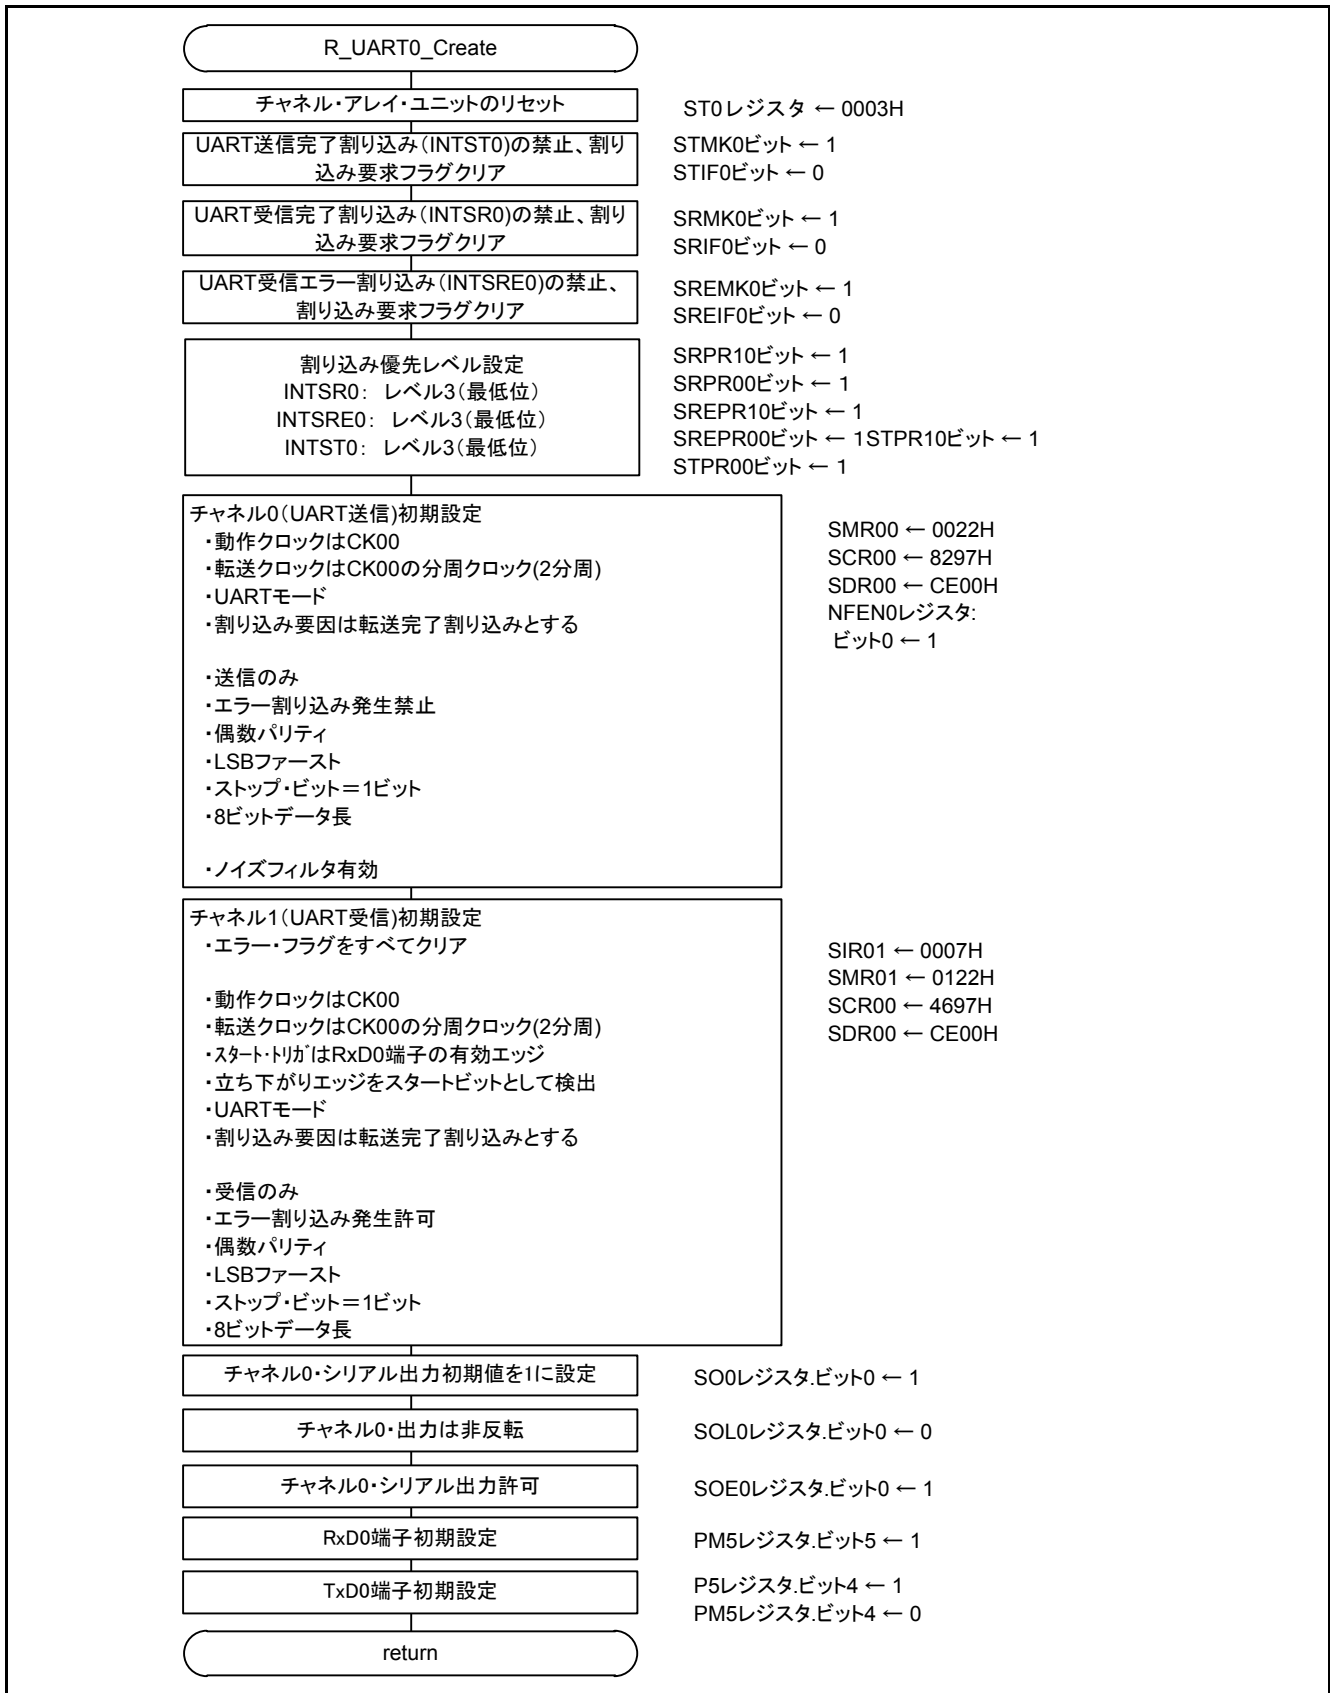 R_UART0_Create
チャネル・アレイ・ユニットのリセット
ST0レジスタ ← 0003H
UART送信完了割り込み（INTST0)の禁止、割り
込み要求フラグクリア
STMK0ビット ← 1
STIF0ビット ← 0
UART受信完了割り込み（INTSR0)の禁止、割り
込み要求フラグクリア
SRMK0ビット ← 1
SRIF0ビット ← 0
UART受信エラー割り込み（INTSRE0)の禁止、
割り込み要求フラグクリア
SREMK0ビット ← 1
SREIF0ビット ← 0
割り込み優先レベル設定
INTSR0： レベル3（最低位）
INTSRE0： レベル3（最低位）
INTST0： レベル3（最低位）
SRPR10ビット ← 1
SRPR00ビット ← 1
SREPR10ビット ← 1
SREPR00ビット ← 1STPR10ビット ← 1
STPR00ビット ← 1
チャネル0（UART送信)初期設定
・動作クロックはCK00
・転送クロックはCK00の分周クロック(2分周)
・UARTモード
・割り込み要因は転送完了割り込みとする
・送信のみ
・エラー割り込み発生禁止
・偶数パリティ
・LSBファースト
・ストップ・ビット＝1ビット
・8ビットデータ長
・ノイズフィルタ有効
SMR00 ← 0022H
SCR00 ← 8297H
SDR00 ← CE00H
NFEN0レジスタ:
ビット0 ← 1
チャネル1（UART受信)初期設定
・エラー・フラグをすべてクリア
・動作クロックはCK00
・転送クロックはCK00の分周クロック(2分周)
・ｽﾀｰﾄ・ﾄﾘｶﾞはRxD0端子の有効エッジ
・立ち下がりエッジをスタートビットとして検出
・UARTモード
・割り込み要因は転送完了割り込みとする
・受信のみ
・エラー割り込み発生許可
・偶数パリティ
・LSBファースト
・ストップ・ビット＝1ビット
・8ビットデータ長
SIR01 ← 0007H
SMR01 ← 0122H
SCR00 ← 4697H
SDR00 ← CE00H
チャネル0・シリアル出力初期値を1に設定
SO0レジスタ.ビット0 ← 1
チャネル0・出力は非反転
SOL0レジスタ.ビット0 ← 0
チャネル0・シリアル出力許可
SOE0レジスタ.ビット0 ← 1
RxD0端子初期設定
PM5レジスタ.ビット5 ← 1
TxD0端子初期設定
P5レジスタ.ビット4 ← 1
PM5レジスタ.ビット4 ← 0
return